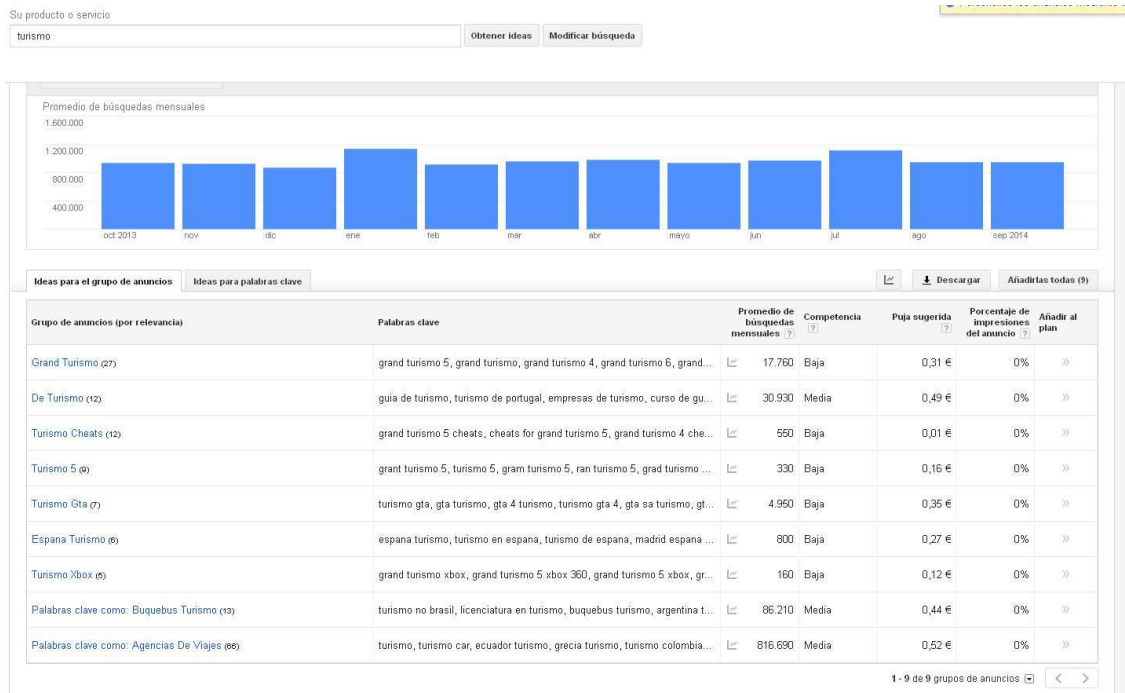 Su producto o servicio
turismo
Obtener ideas
Modificar búsqueda
Promedio de búsquedas mensuales
1.600.000
1.200.000
800.000
400.000
oct 2013 nov dic ene feb mar abr mayo jun jul ago sep 2014
Ideas para el grupo de anuncios
Ideas para palabras clave
Descargar
Añadirlas todas (9)
Grupo de anuncios (por relevancia) Palabras clave Promedio de búsquedas mensuales ? Competencia ? Puja sugerida ? Porcentaje de impresiones del anuncio ? Añadir al plan
Grand Turismo (27) grand turismo 5, grand turismo, grand turismo 4, grand turismo 6, grand... 17.760 Baja 0,31 € 0% »
De Turismo (12) guia de turismo, turismo de portugal, empresas de turismo, curso de gu... 30.930 Media 0,49 € 0% »
Turismo Cheats (12) grand turismo 5 cheats, cheats for grand turismo 5, grand turismo 4 che... 550 Baja 0,01 € 0% »
Turismo 5 (9) grant turismo 5, turismo 5, gram turismo 5, ran turismo 5, grad turismo ... 330 Baja 0,16 € 0% »
Turismo Gta (7) turismo gta, gta turismo, gta 4 turismo, turismo gta 4, gta sa turismo, gt... 4.950 Baja 0,35 € 0% »
Espana Turismo (6) espana turismo, turismo en espana, turismo de espana, madrid espana ... 800 Baja 0,27 € 0% »
Turismo Xbox (5) grand turismo xbox, grand turismo 5 xbox 360, grand turismo 5 xbox, gr... 160 Baja 0,12 € 0% »
Palabras clave como: Buquebus Turismo (13) turismo no brasil, licenciatura en turismo, buquebus turismo, argentina t... 86.210 Media 0,44 € 0% »
Palabras clave como: Agencias De Viajes (66) turismo, turismo car, ecuador turismo, grecia turismo, turismo colombia... 816.690 Media 0,52 € 0% »
1 - 9 de 9 grupos de anuncios